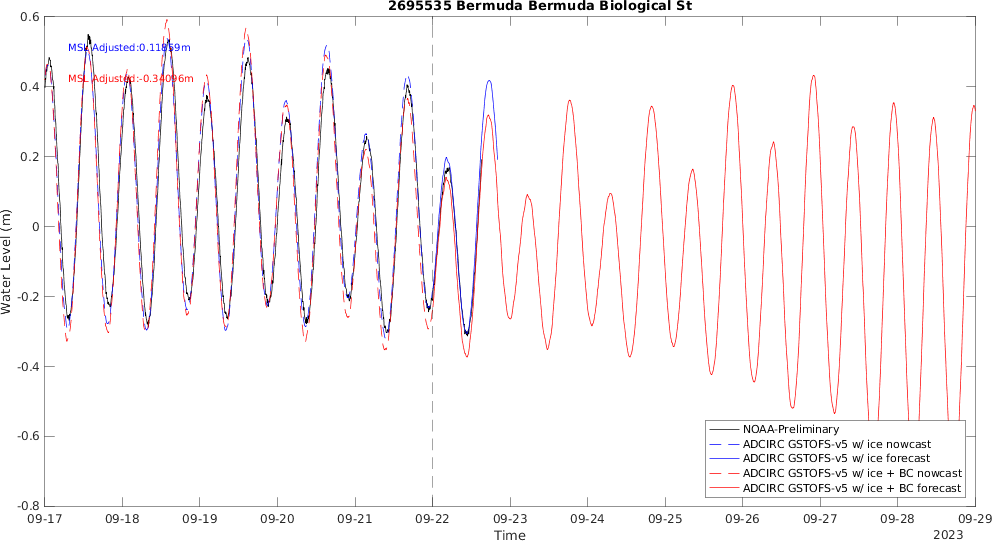 2695535 Bermuda Bermuda Biological St
0.6
0.4
0.2
0
-0.2
-0.4
-0.6
-0.8
Water Level (m)
MSL Adjusted:0.11859m
MSL Adjusted:-0.34096m
NOAA-Preliminary
ADCIRC GSTOFS-v5 w/ ice nowcast
ADCIRC GSTOFS-v5 w/ ice forecast
ADCIRC GSTOFS-v5 w/ ice + BC nowcast
ADCIRC GSTOFS-v5 w/ ice + BC forecast
09-17 09-18 09-19 09-20 09-21 09-22 09-23 09-24 09-25 09-26 09-27 09-28 09-29
Time
2023